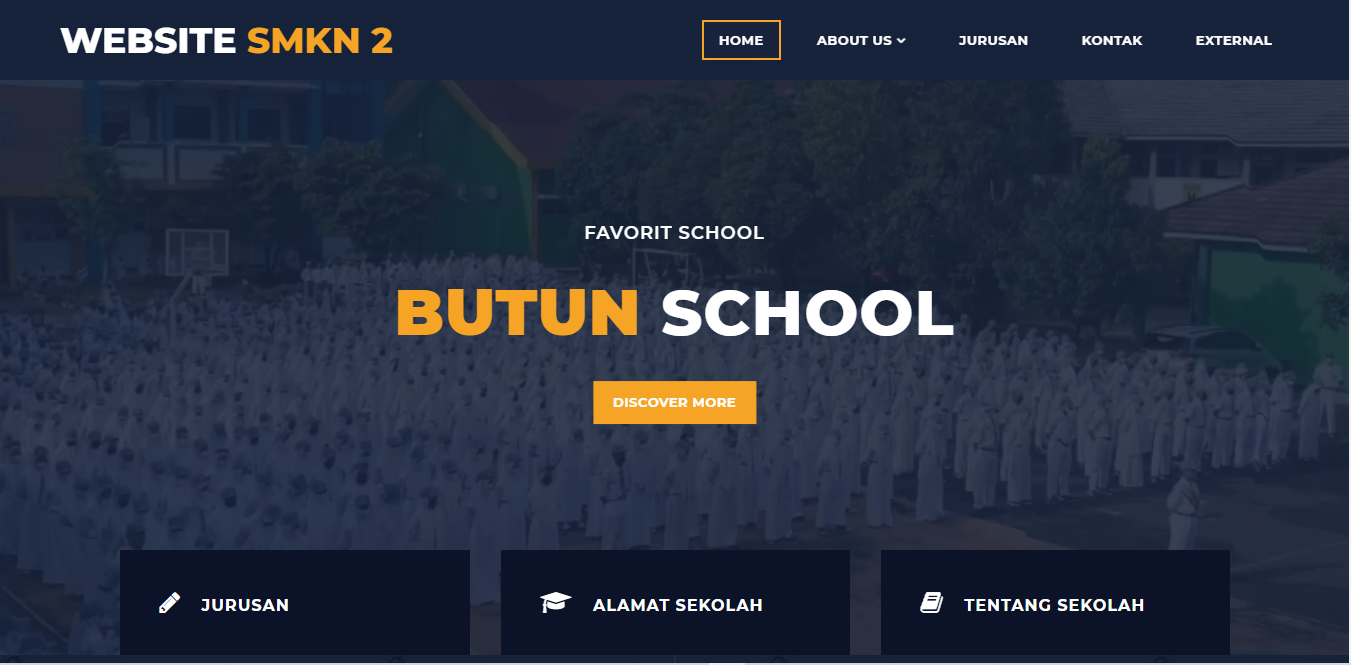 WEBSITE SMKN 2
HOME
ABOUT US
JURUSAN
KONTAK
EXTERNAL
FAVORIT SCHOOL
BUTUN SCHOOL
DISCOVER MORE
JURUSAN
ALAMAT SEKOLAH
TENTANG SEKOLAH